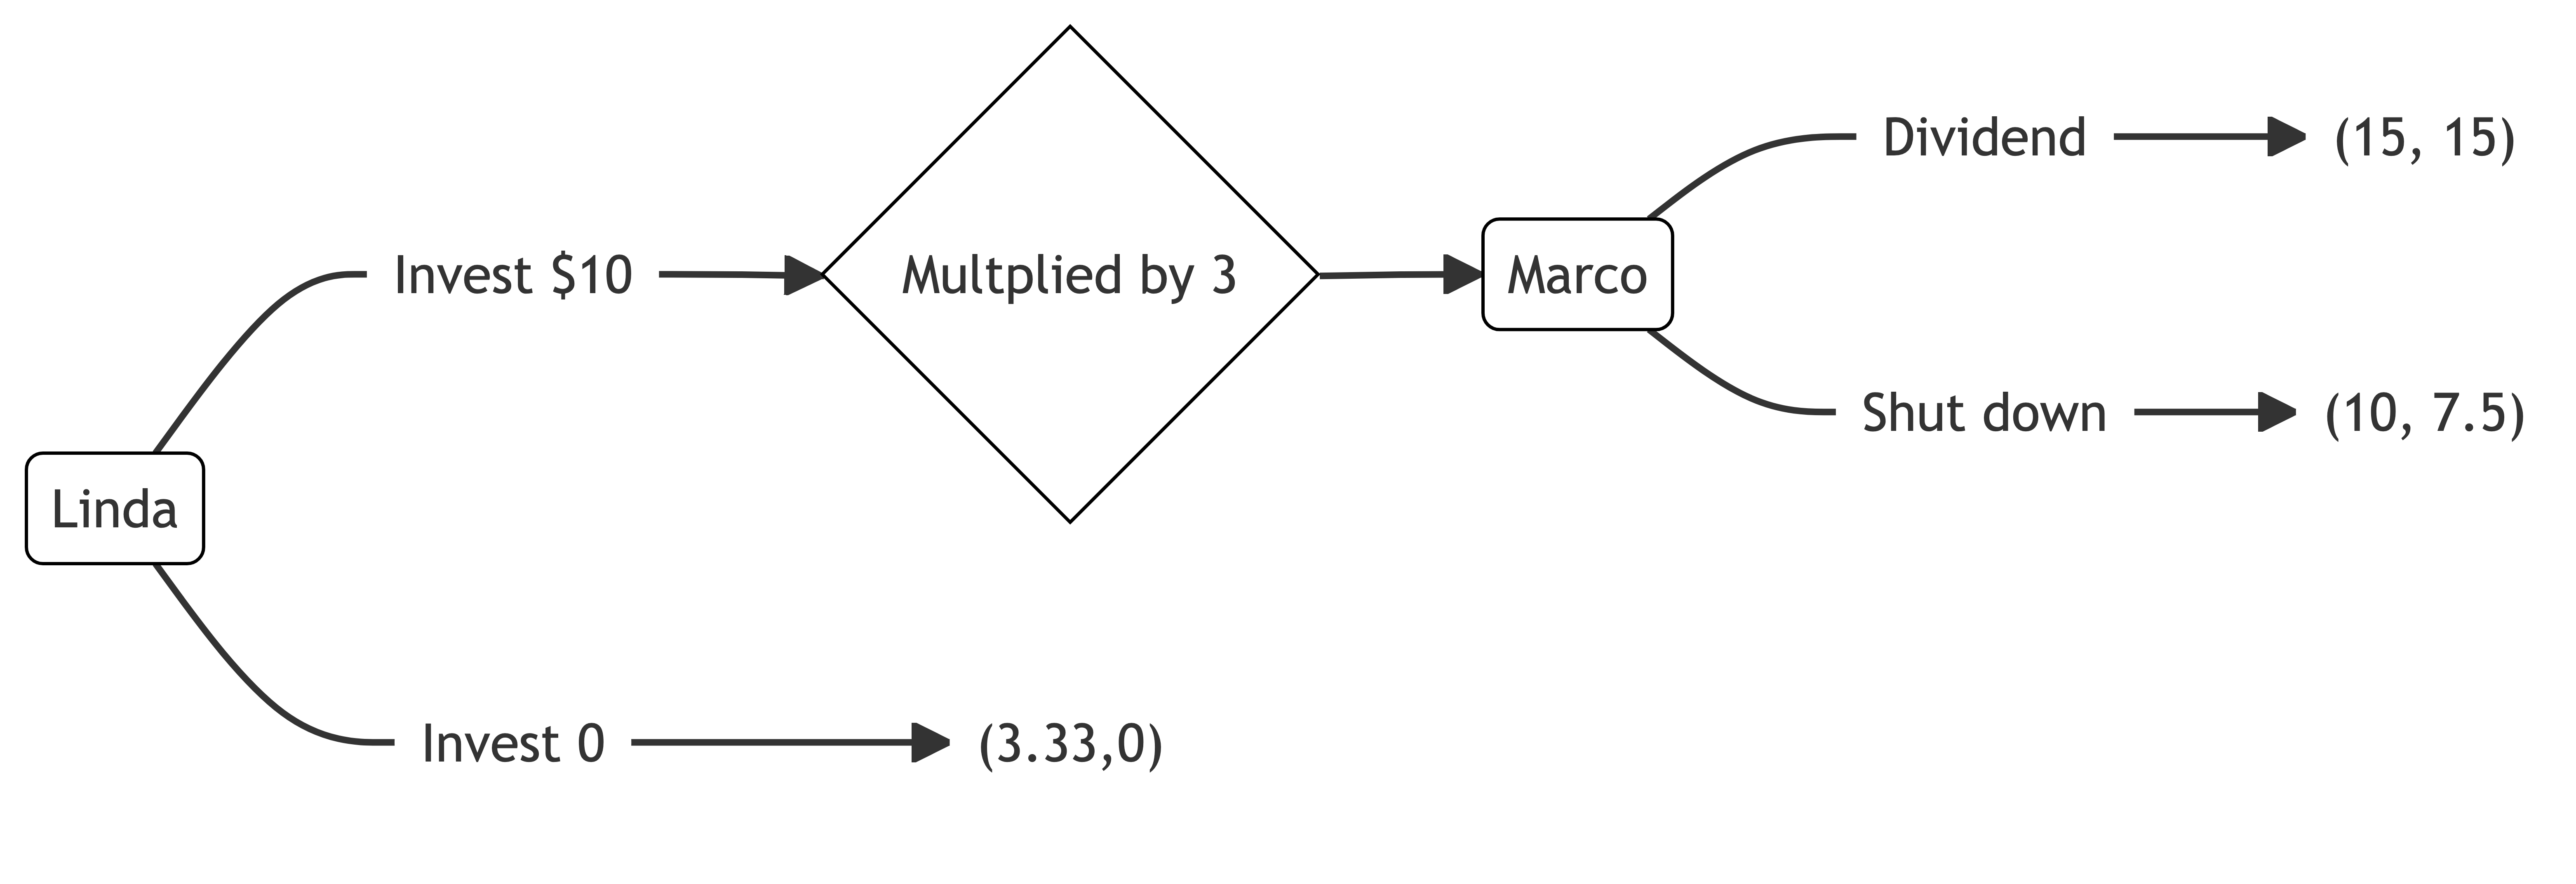 Linda
Invest $10
Multplied by 3
Marco
Dividend
(15, 15)
Shut down
(10, 7.5)
Invest 0
(3.33,0)